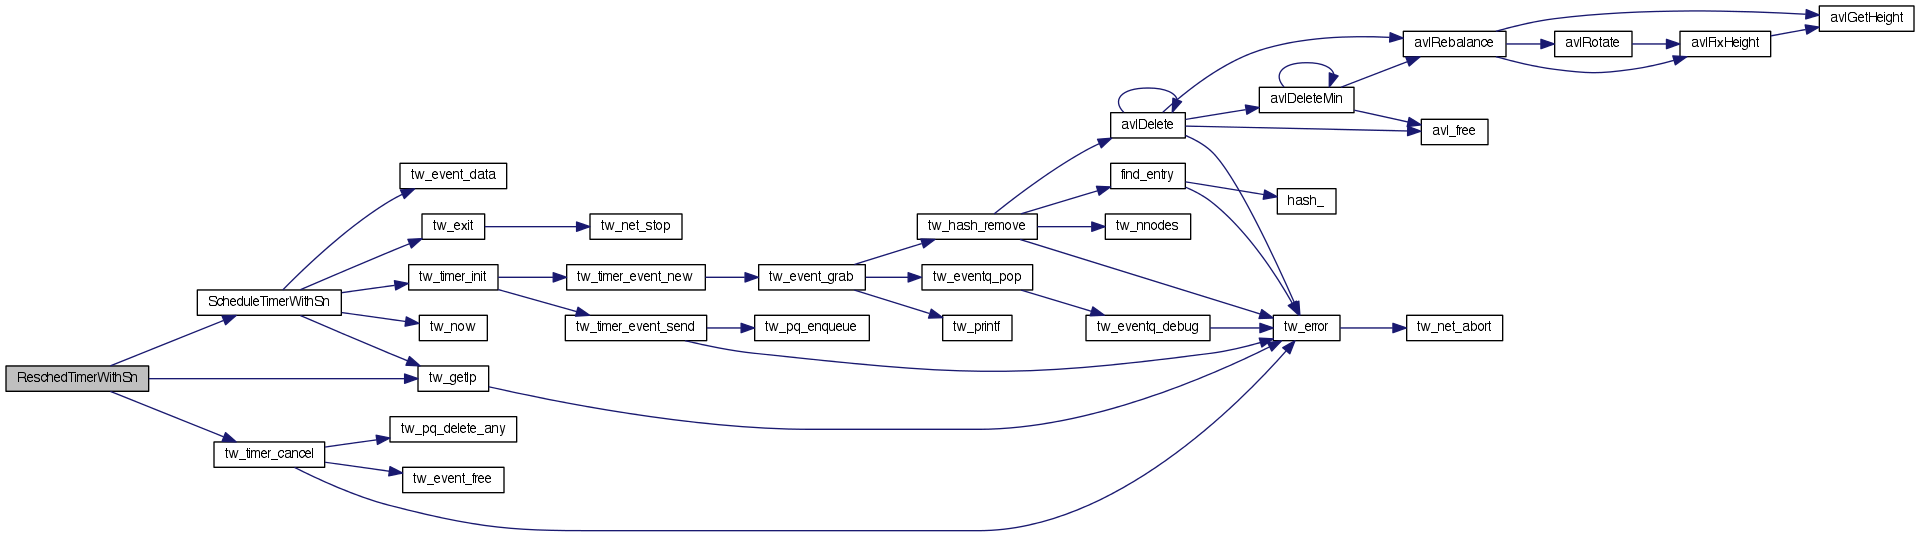 avlGetHeight
avlRebalance
avlRotate
avlFixHeight
avlDeleteMin
avlDelete
avl_free
tw_event_data
find_entry
hash_
tw_exit
tw_net_stop
tw_hash_remove
tw_nnodes
tw_timer_init
tw_timer_event_new
tw_event_grab
tw_eventq_pop
ScheduleTimerWithSn
tw_now
tw_timer_event_send
tw_pq_enqueue
tw_printf
tw_eventq_debug
tw_error
tw_net_abort
ReschedTimerWithSn
tw_getlp
tw_pq_delete_any
tw_timer_cancel
tw_event_free